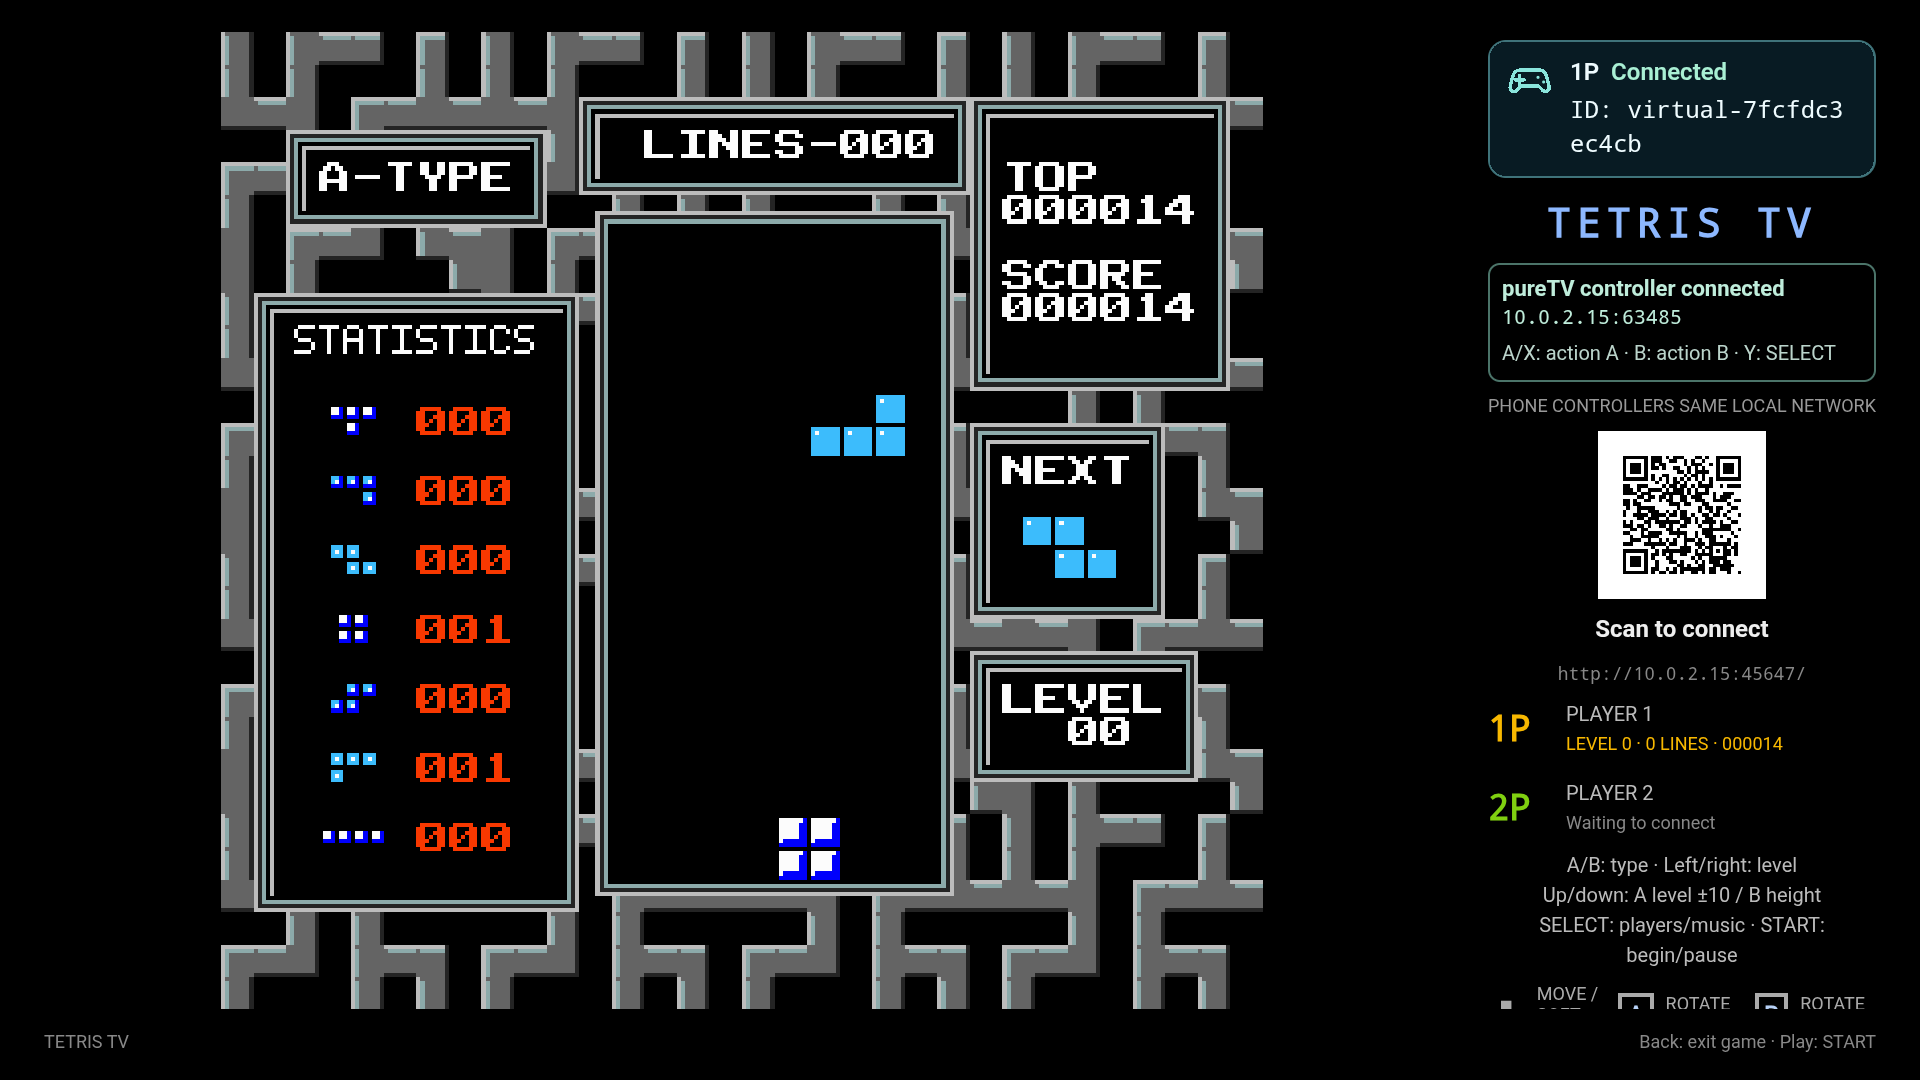 A-TYPE
LINES-000
TOP
000014
SCORE
000014
STATISTICS
000
000
000
001
000
001
000
NEXT
LEVEL
00
1P Connected
ID: virtual-7fcfdc3
ec4cb
TETRIS TV
pureTV controller connected
10.0.2.15:63485
A/X: action A · B: action B · Y: SELECT
PHONE CONTROLLERS SAME LOCAL NETWORK
Scan to connect
http://10.0.2.15:45647/
1P PLAYER 1
LEVEL 0 · 0 LINES · 000014
2P PLAYER 2
Waiting to connect
A/B: type · Left/right: level
Up/down: A level ±10 / B height
SELECT: players/music · START:
begin/pause
MOVE / ROTATE ROTATE
TETRIS TV
Back: exit game · Play: START